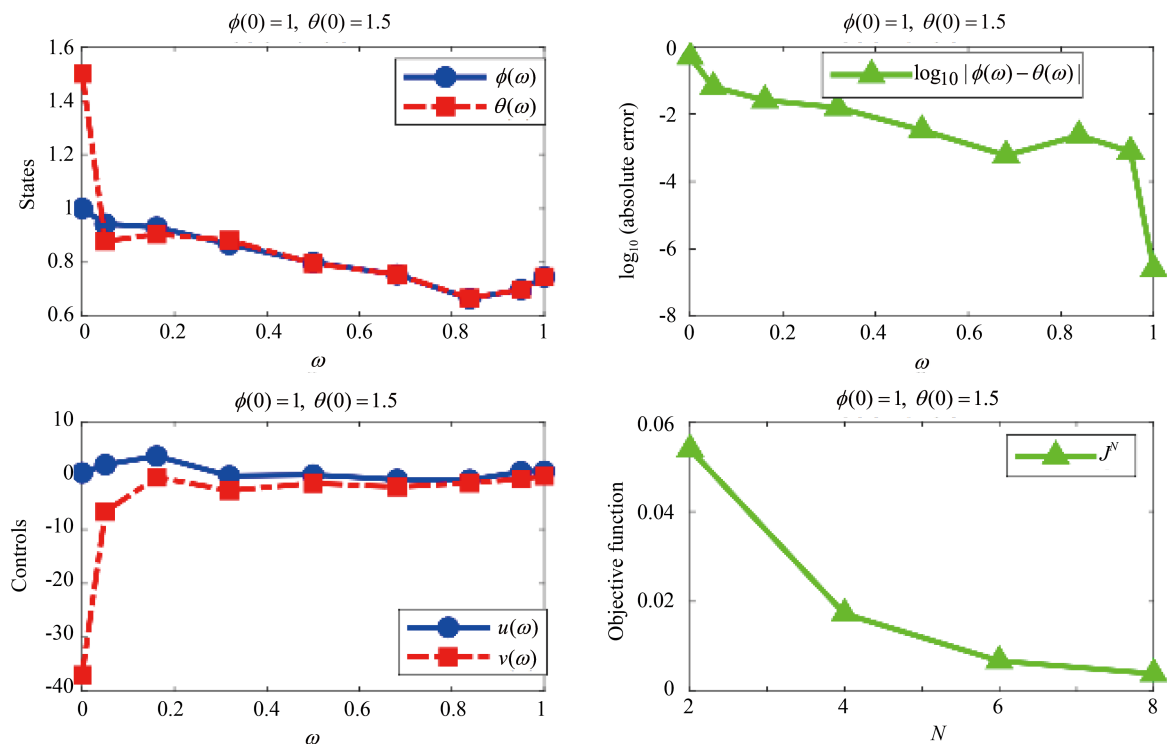 ϕ(0) = 1, θ(0) = 1.5
1.6
1.4
1.2
1
0.8
0.6
States
ϕ(ω)
θ(ω)
0
0.2
0.4
0.6
0.8
1
ω
ϕ(0) = 1, θ(0) = 1.5
0
-2
-4
-6
-8
log₁₀ (absolute error)
log₁₀ | ϕ(ω) − θ(ω) |
0
0.2
0.4
0.6
0.8
1
ω
ϕ(0) = 1, θ(0) = 1.5
10
0
-10
-20
-30
-40
Controls
u(ω)
v(ω)
0
0.2
0.4
0.6
0.8
1
ω
ϕ(0) = 1, θ(0) = 1.5
0.06
0.04
0.02
0
Objective function
Jᴺ
2
4
6
8
N